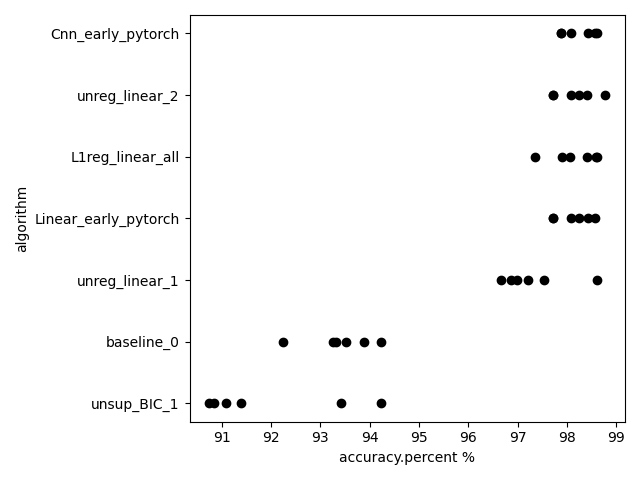 Cnn_early_pytorch
unreg_linear_2
L1reg_linear_all
Linear_early_pytorch
unreg_linear_1
baseline_0
unsup_BIC_1
algorithm
91 92 93 94 95 96 97 98 99
accuracy.percent %